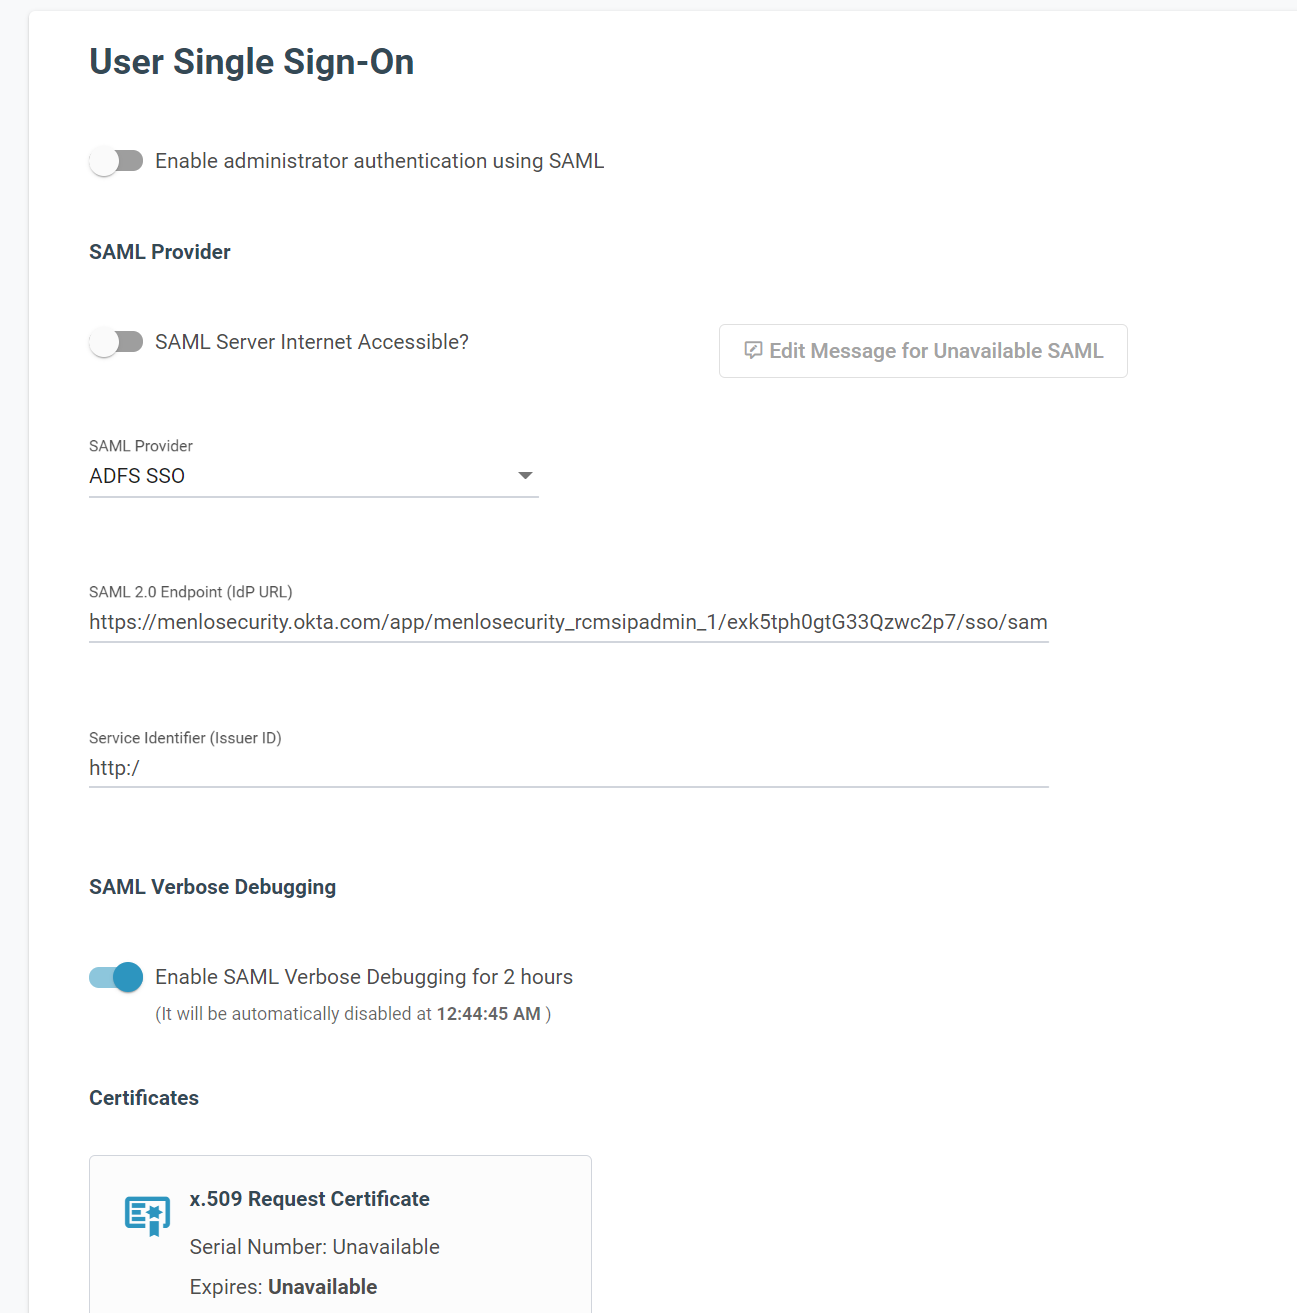 User Single Sign-On
Enable administrator authentication using SAML
SAML Provider
SAML Server Internet Accessible?
Edit Message for Unavailable SAML
SAML Provider
ADFS SSO
SAML 2.0 Endpoint (IdP URL)
https://menlosecurity.okta.com/app/menlosecurity_rcmsipadmin_1/exk5tph0gtG33Qzwc2p7/sso/sam
Service Identifier (Issuer ID)
http:/
SAML Verbose Debugging
Enable SAML Verbose Debugging for 2 hours
(It will be automatically disabled at 12:44:45 AM )
Certificates
x.509 Request Certificate
Serial Number: Unavailable
Expires: Unavailable